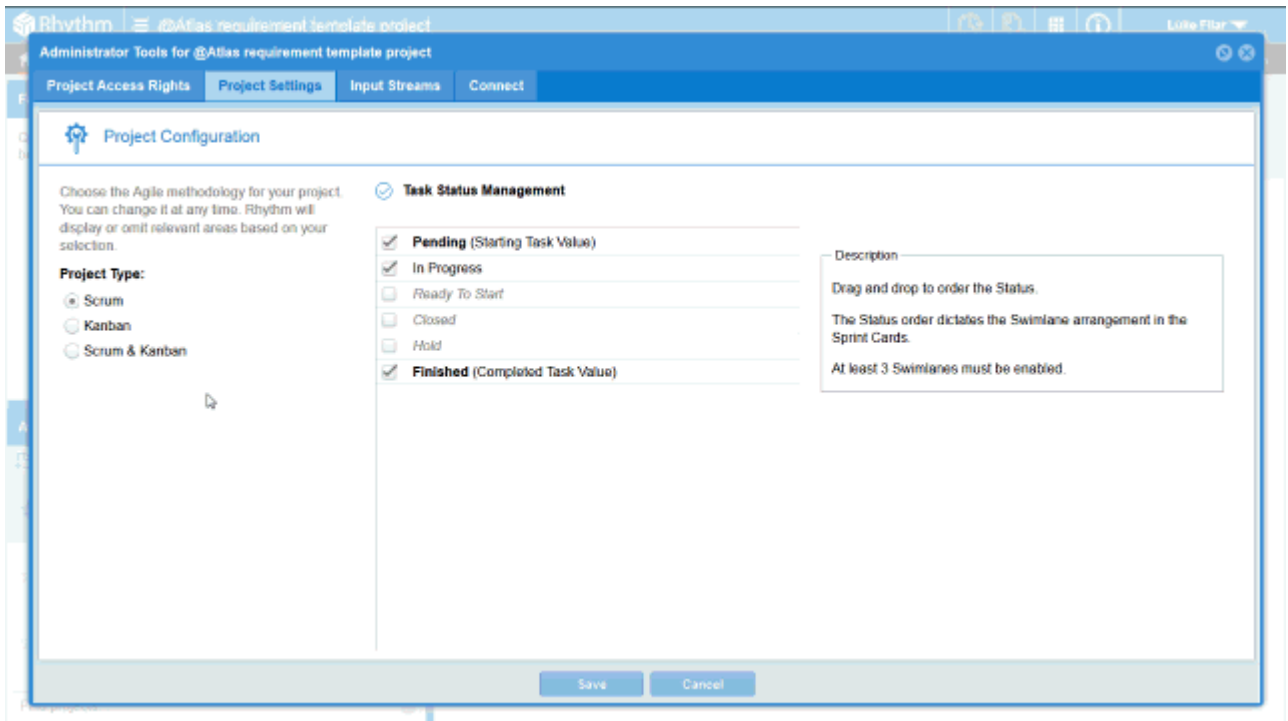 Rhythm
@Atlas requirement template project
Administrator Tools for @Atlas requirement template project
Project Access Rights
Project Settings
Input Streams
Connect
Project Configuration
Choose the Agile methodology for your project.
You can change it at any time. Rhythm will
display or omit relevant areas based on your
selection.
Project Type:
Scrum
Kanban
Scrum & Kanban
Task Status Management
Pending (Starting Task Value)
In Progress
Ready To Start
Closed
Hold
Finished (Completed Task Value)
Description
Drag and drop to order the Status.
The Status order dictates the Swimlane arrangement in the
Sprint Cards.
At least 3 Swimlanes must be enabled.
Save
Cancel